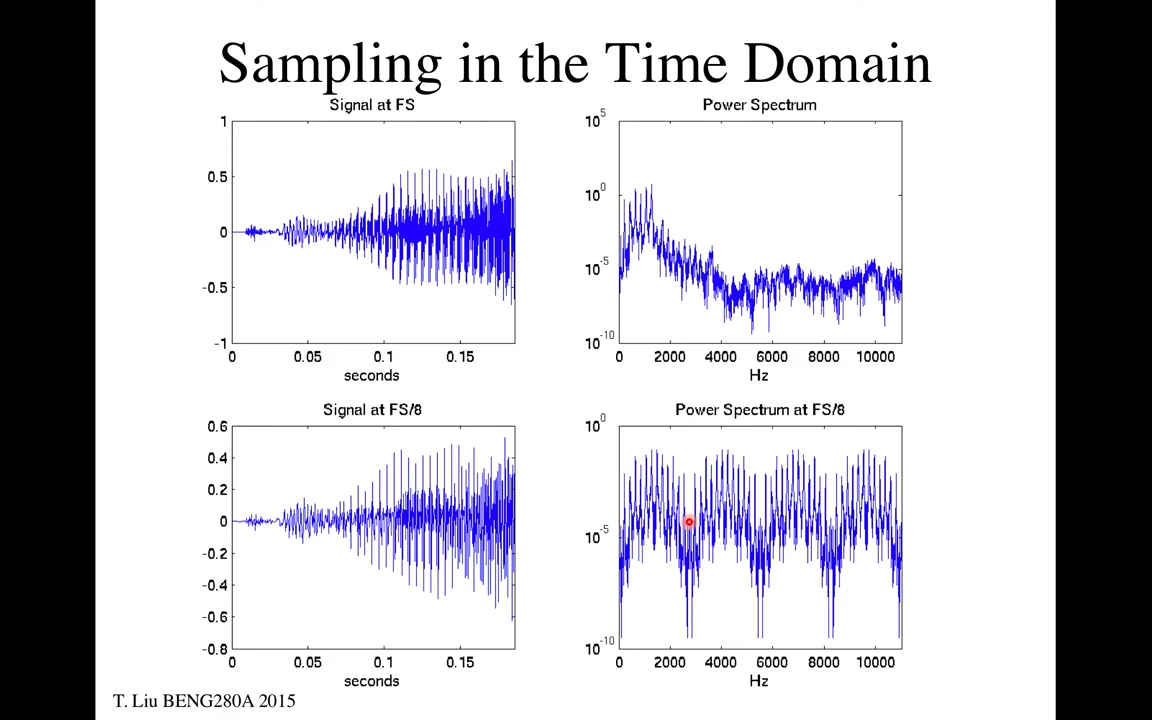 Sampling in the Time Domain
Signal at FS
1
0.5
0
-0.5
-1
0 0.05 0.1 0.15
seconds
Power Spectrum
10^5
10^0
10^-5
10^-10
0 2000 4000 6000 8000 10000
Hz
Signal at FS/8
0.6
0.4
0.2
0
-0.2
-0.4
-0.6
-0.8
0 0.05 0.1 0.15
seconds
Power Spectrum at FS/8
10^0
10^-5
10^-10
0 2000 4000 6000 8000 10000
Hz
T. Liu BENG280A 2015